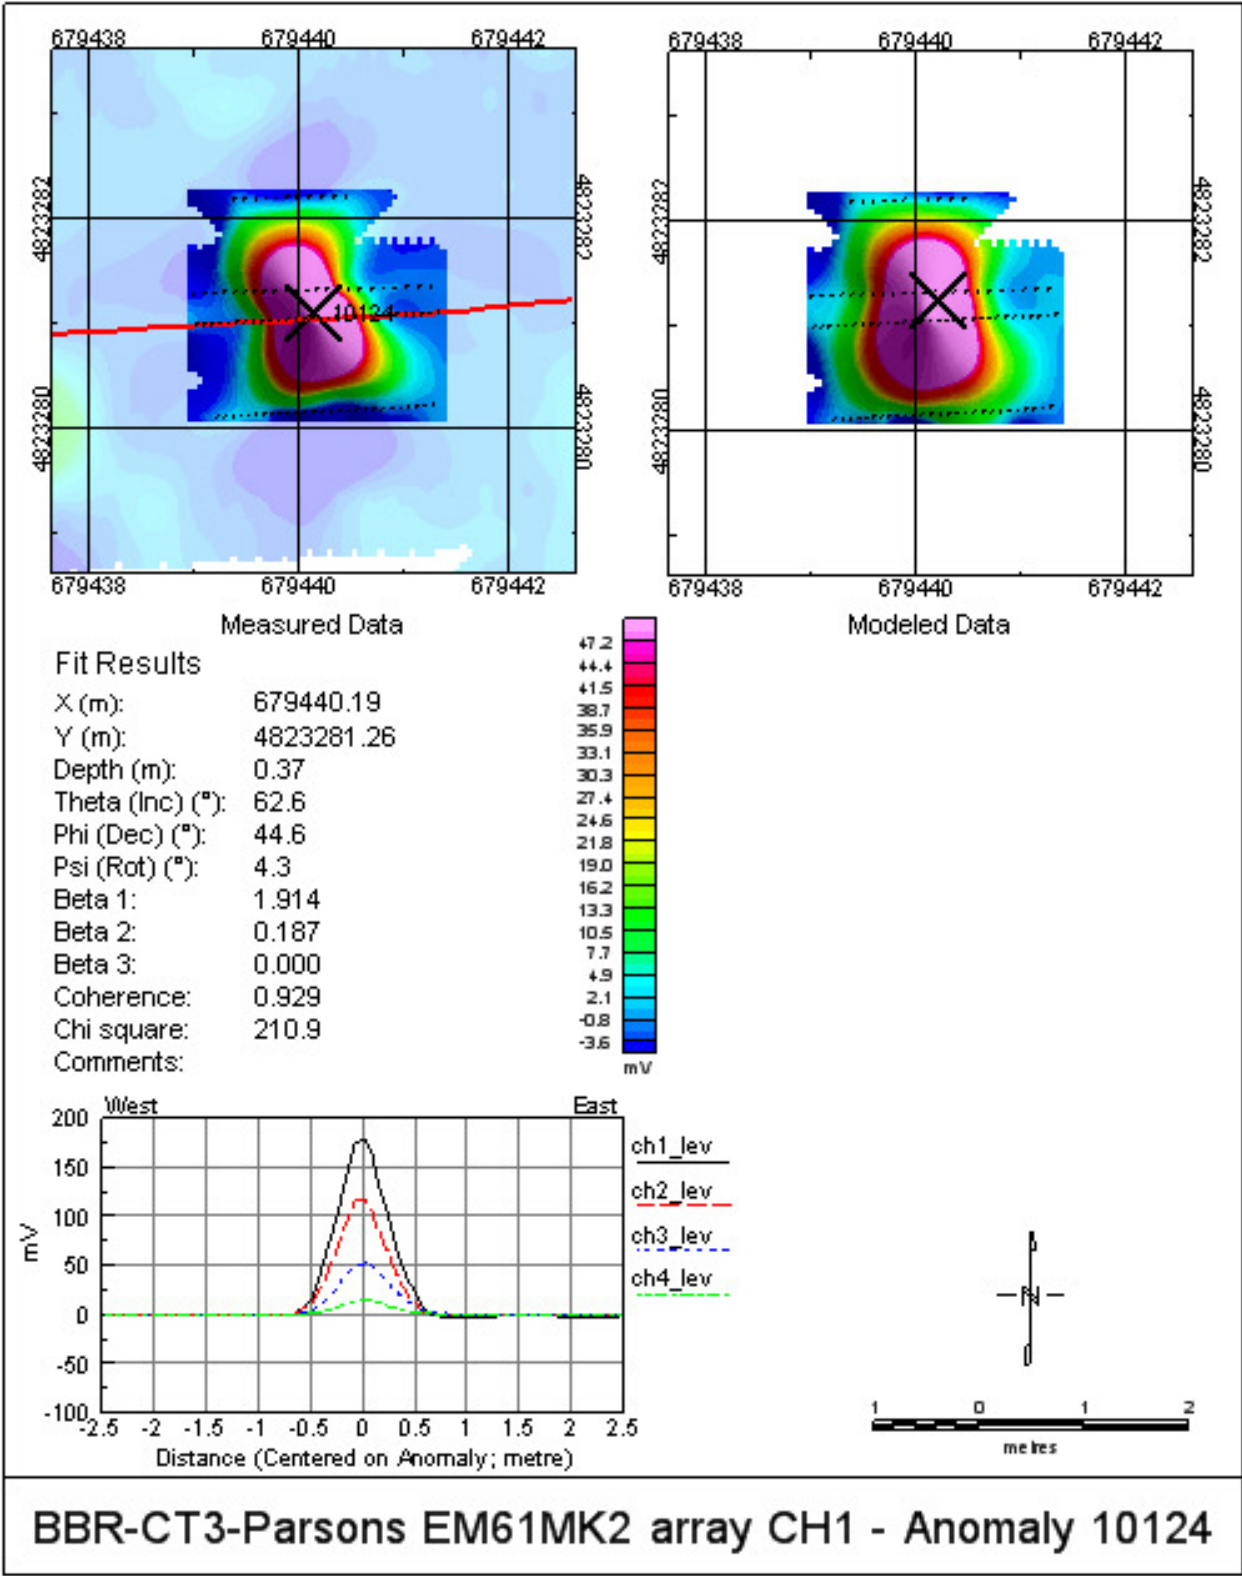 679438 679440 679442 679438 679440 679442
4823282 4823282 4823282 4823282
10124
4823280 4823280 4823280 4823280
679438 679440 679442 679438 679440 679442
Measured Data Modeled Data
Fit Results
X (m): 679440.19
Y (m): 4823281.26
Depth (m): 0.37
Theta (Inc) (°): 62.6
Phi (Dec) (°): 44.6
Psi (Rot) (°): 4.3
Beta 1: 1.914
Beta 2: 0.187
Beta 3: 0.000
Coherence: 0.929
Chi square: 210.9
Comments:
47.2
44.4
41.5
38.7
35.9
33.1
30.3
27.4
24.6
21.8
19.0
16.2
13.3
10.5
7.7
4.9
2.1
-0.8
-3.6
mV
West East
200
150
100
50
0
-50
-100
mV
-2.5 -2 -1.5 -1 -0.5 0 0.5 1 1.5 2 2.5
Distance (Centered on Anomaly; metre)
ch1_lev
ch2_lev
ch3_lev
ch4_lev
N
1 0 1 2
metres
BBR-CT3-Parsons EM61MK2 array CH1 - Anomaly 10124